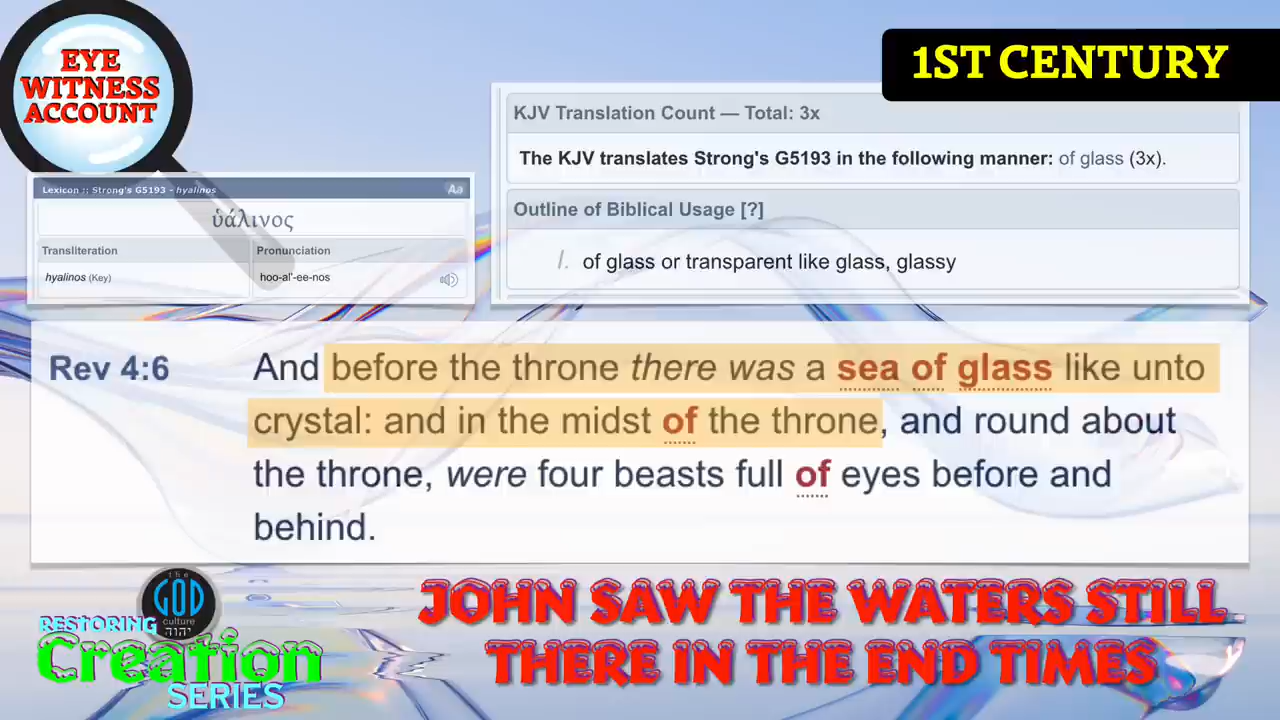 EYE
WITNESS
ACCOUNT
1ST CENTURY
KJV Translation Count — Total: 3x
The KJV translates Strong's G5193 in the following manner: of glass (3x).
Outline of Biblical Usage [?]
I. of glass or transparent like glass, glassy
Lexicon :: Strong's G5193 - hyalinos Aa
ὑάλινος
Transliteration Pronunciation
hyalinos (Key) hoo-al'-ee-nos
Rev 4:6 And before the throne there was a sea of glass like unto
crystal: and in the midst of the throne, and round about
the throne, were four beasts full of eyes before and
behind.
the
GOD
culture
יהוה
RESTORING
Creation
SERIES
JOHN SAW THE WATERS STILL
THERE IN THE END TIMES